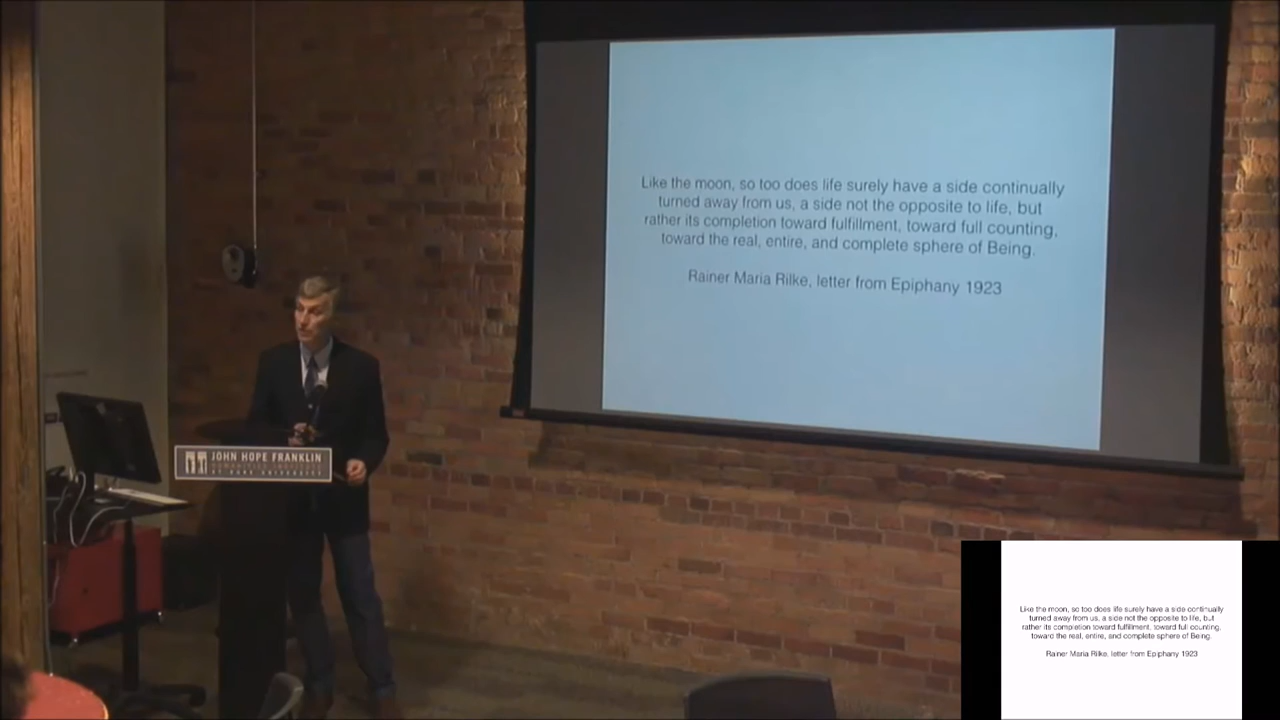 Like the moon, so too does life surely have a side continually
turned away from us, a side not the opposite to life, but
rather its completion toward fulfillment, toward full counting,
toward the real, entire, and complete sphere of Being.
Rainer Maria Rilke, letter from Epiphany 1923
JOHN HOPE FRANKLIN
HUMANITIES INSTITUTE
AT DUKE UNIVERSITY
Like the moon, so too does life surely have a side continually
turned away from us, a side not the opposite to life, but
rather its completion toward fulfillment, toward full counting,
toward the real, entire, and complete sphere of Being.
Rainer Maria Rilke, letter from Epiphany 1923